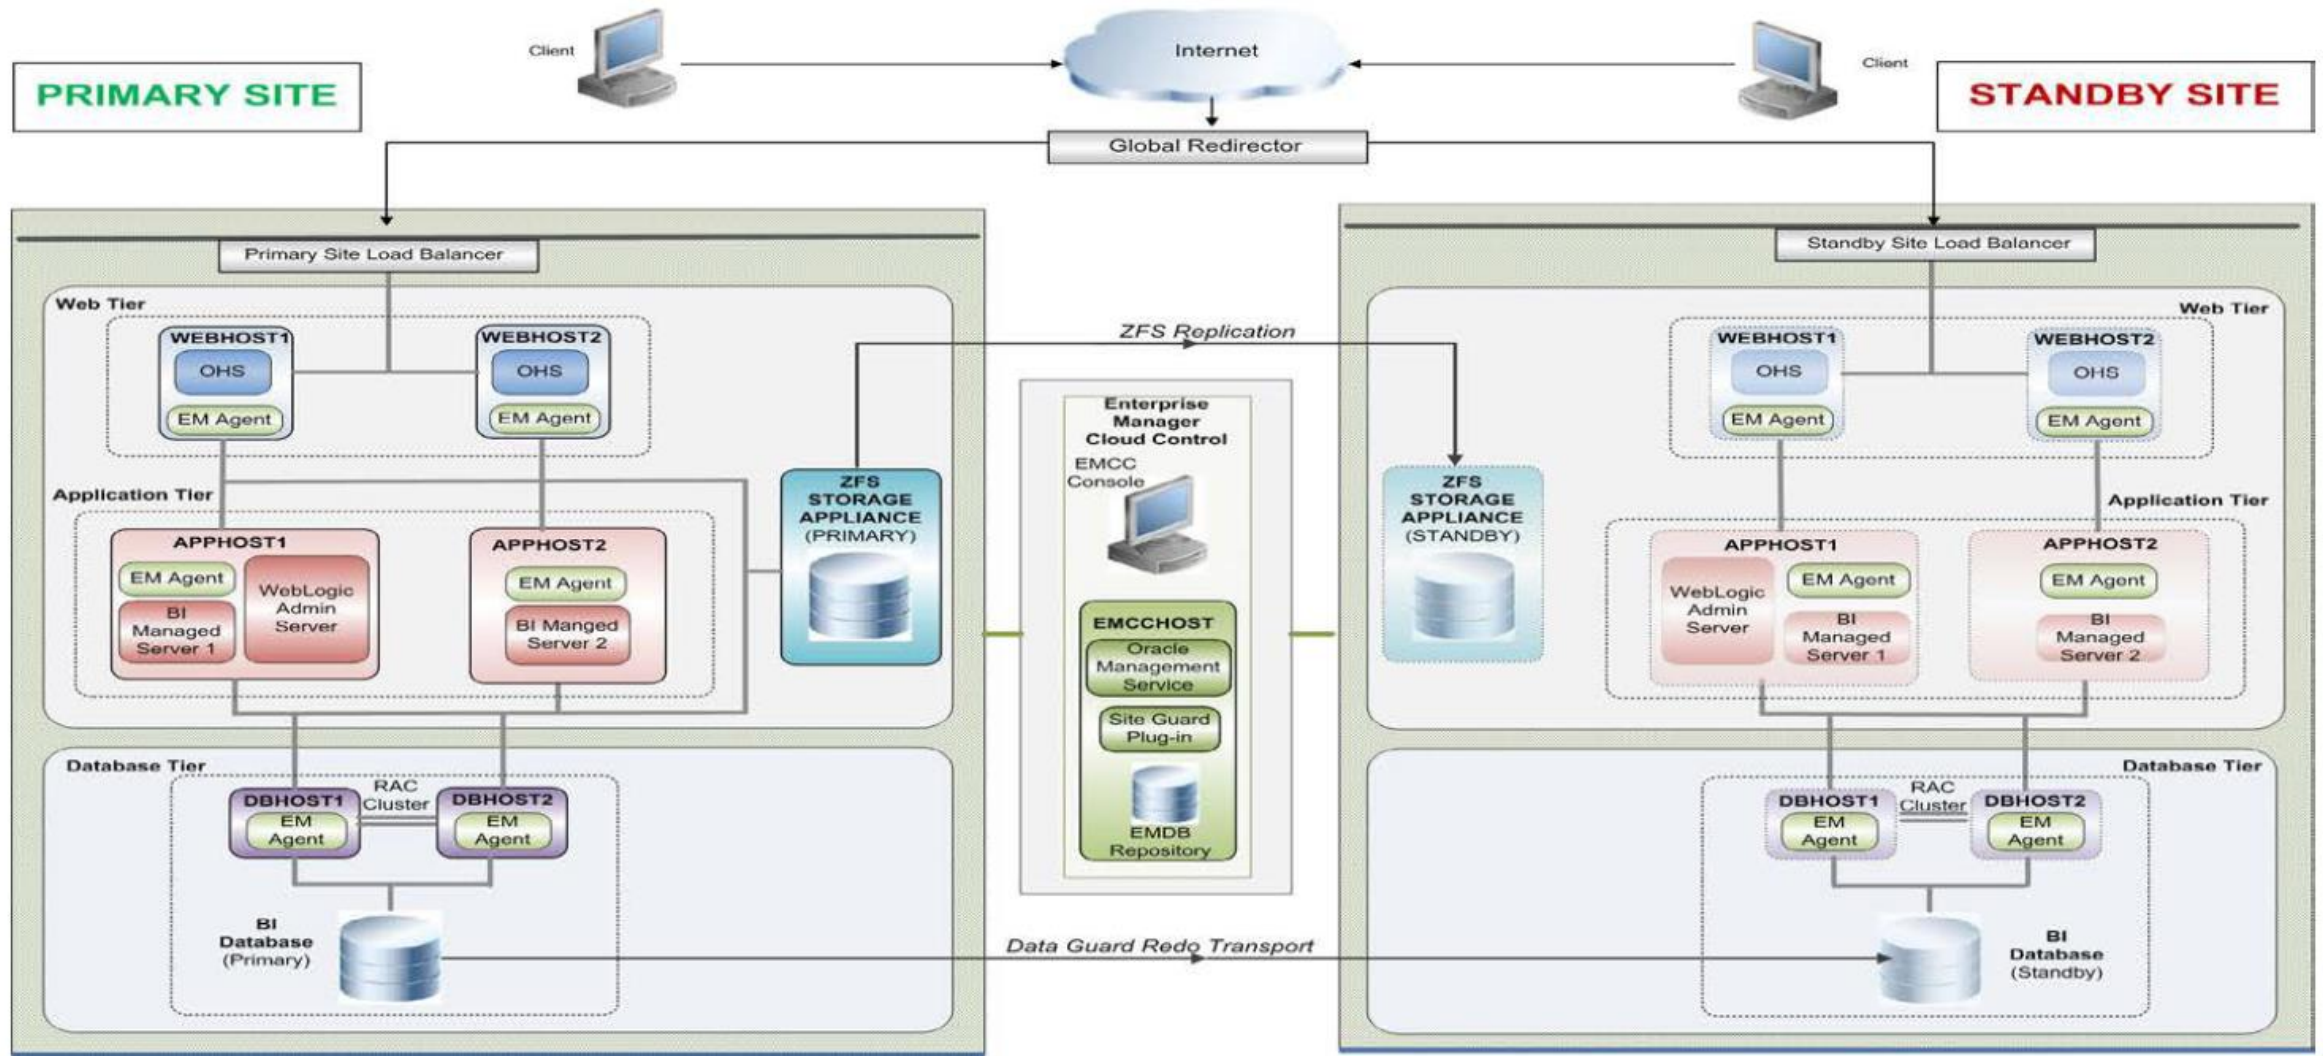 Client
Internet
Client
PRIMARY SITE
STANDBY SITE
Global Redirector
Primary Site Load Balancer
Web Tier
WEBHOST1
OHS
EM Agent
WEBHOST2
OHS
EM Agent
Application Tier
APPHOST1
EM Agent
BI
Managed
Server 1
WebLogic
Admin
Server
APPHOST2
EM Agent
BI Manged
Server 2
ZFS
STORAGE
APPLIANCE
(PRIMARY)
Database Tier
RAC
Cluster
DBHOST1
EM
Agent
DBHOST2
EM
Agent
BI
Database
(Primary)
ZFS Replication
Enterprise
Manager
Cloud Control
EMCC
Console
EMCCHOST
Oracle
Management
Service
Site Guard
Plug-in
EMDB
Repository
Data Guard Redo Transport
Standby Site Load Balancer
Web Tier
WEBHOST1
OHS
EM Agent
WEBHOST2
OHS
EM Agent
ZFS
STORAGE
APPLIANCE
(STANDBY)
Application Tier
APPHOST1
WebLogic
Admin
Server
EM Agent
BI
Managed
Server 1
APPHOST2
EM Agent
BI
Managed
Server 2
Database Tier
RAC
Cluster
DBHOST1
EM
Agent
DBHOST2
EM
Agent
BI
Database
(Standby)